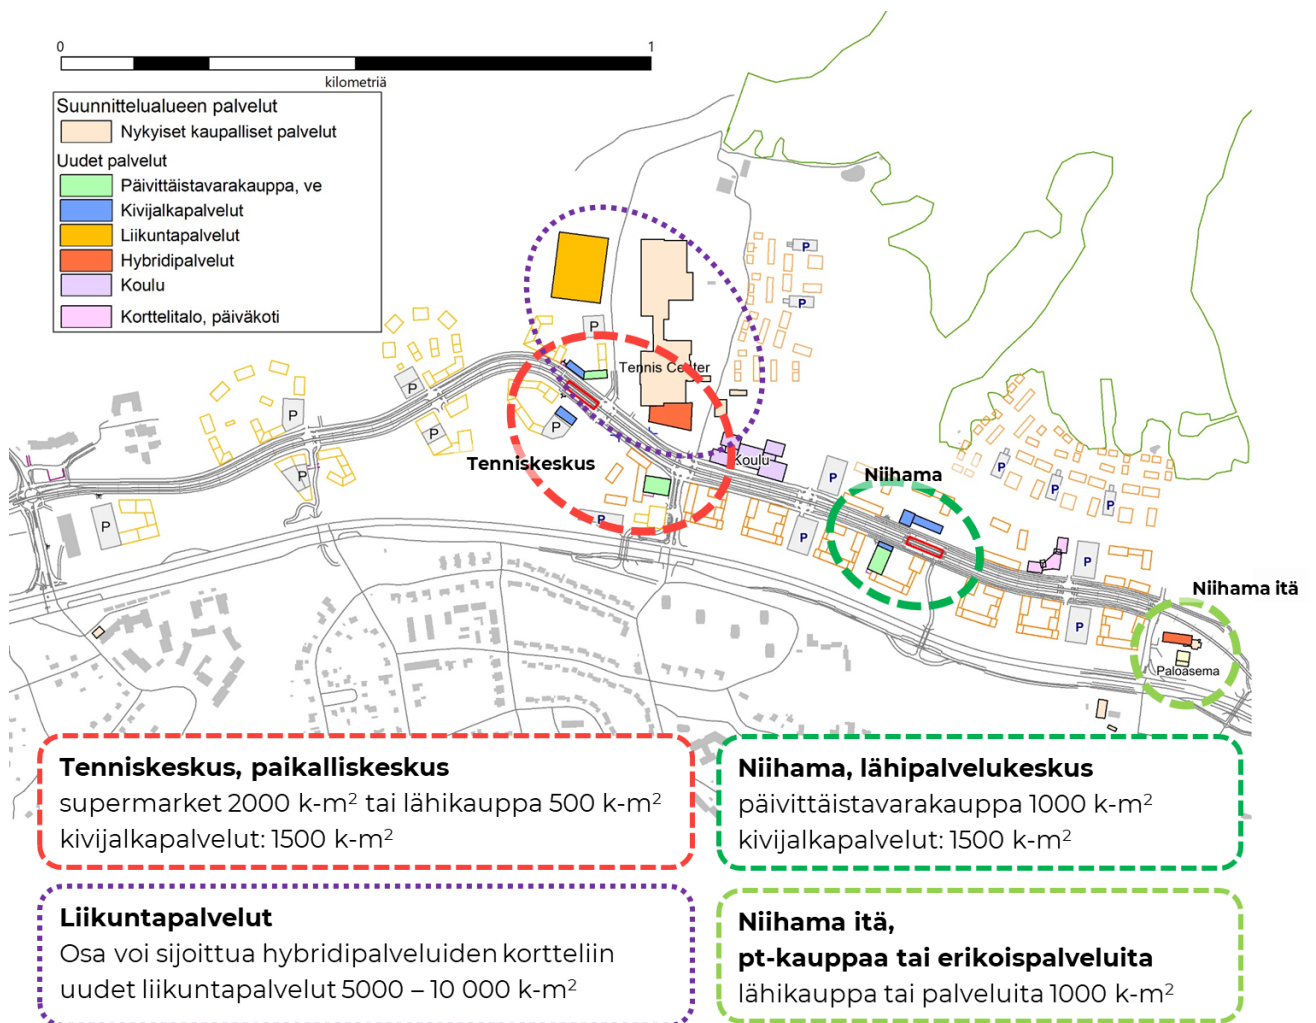 0 1
kilometriä
Suunnittelualueen palvelut
Nykyiset kaupalliset palvelut
Uudet palvelut
Päivittäistavarakauppa, ve
Kivijalkapalvelut
Liikuntapalvelut
Hybridipalvelut
Koulu
Korttelitalo, päiväkoti
P
P
P
Tennis Center
P
P
P
P
P
Tenniskeskus
Koulu
P
Niihama
P
P
P
P
P
P
P
P
Niihama itä
P
Paloasema
Tenniskeskus, paikalliskeskus
supermarket 2000 k-m² tai lähikauppa 500 k-m²
kivijalkapalvelut: 1500 k-m²
Niihama, lähipalvelukeskus
päivittäistavarakauppa 1000 k-m²
kivijalkapalvelut: 1500 k-m²
Liikuntapalvelut
Osa voi sijoittua hybridipalveluiden kortteliin
uudet liikuntapalvelut 5000 – 10 000 k-m²
Niihama itä,
pt-kauppaa tai erikoispalveluita
lähikauppa tai palveluita 1000 k-m²